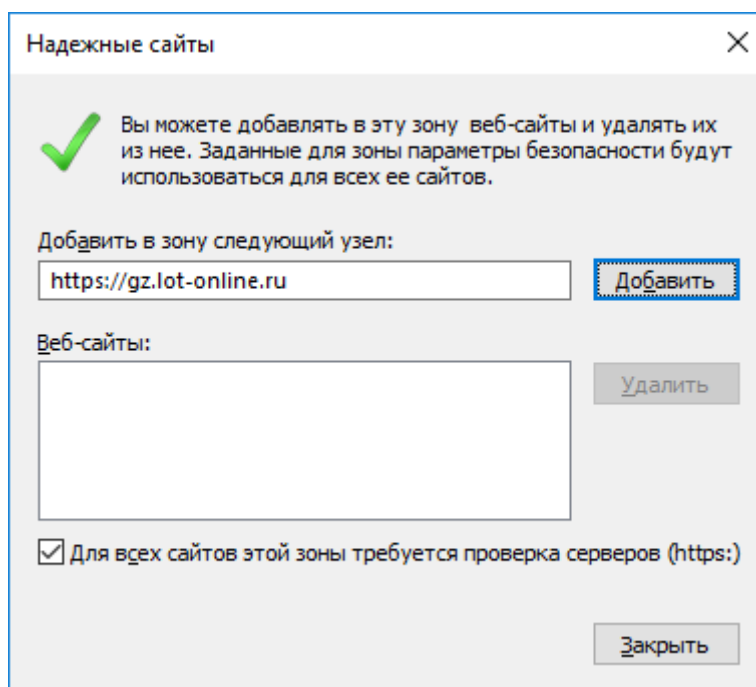 Надежные сайты
Вы можете добавлять в эту зону веб-сайты и удалять их
из нее. Заданные для зоны параметры безопасности будут
использоваться для всех ее сайтов.
Добавить в зону следующий узел:
https://gz.lot-online.ru
Добавить
Веб-сайты:
Удалить
Для всех сайтов этой зоны требуется проверка серверов (https:)
Закрыть